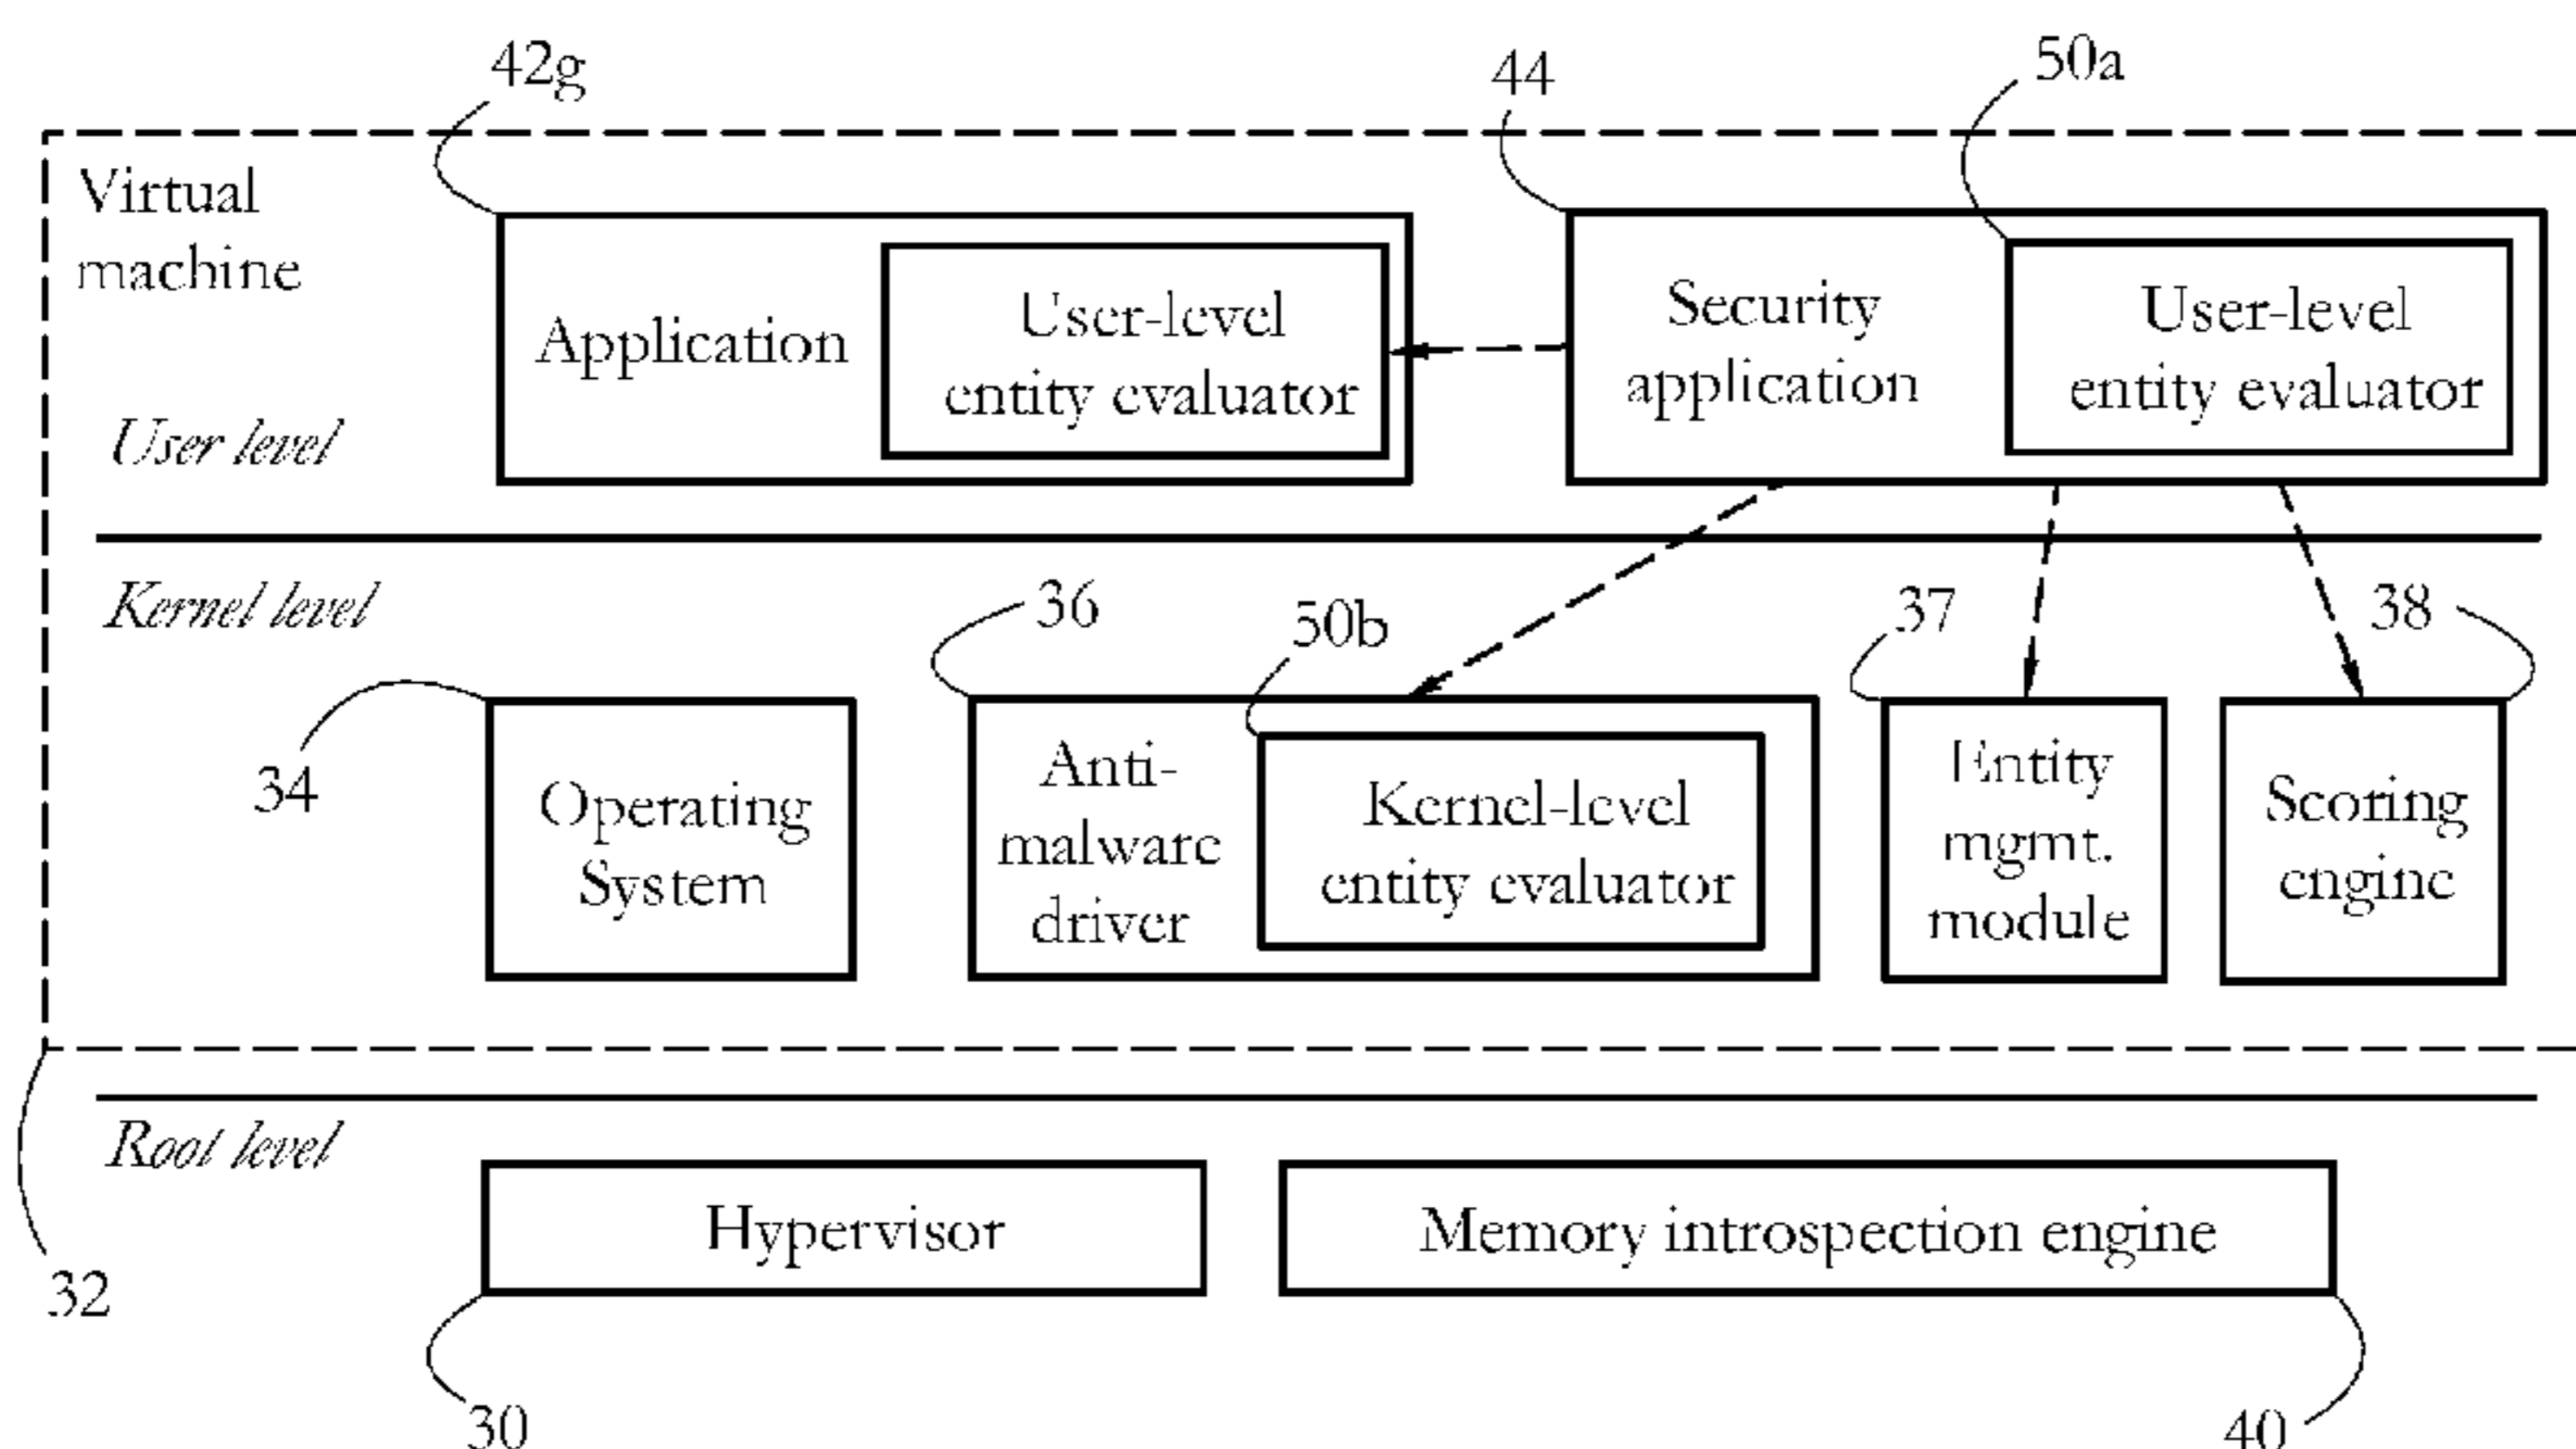 42g
44
50a
Virtual
machine
Application
User-level
entity evaluator
Security
application
User-level
entity evaluator
User level
Kernel level
36
50b
37
38
34
Operating
System
Anti-
malware
driver
Kernel-level
entity evaluator
Entity
mgmt.
module
Scoring
engine
Root level
Hypervisor
Memory introspection engine
32
30
40